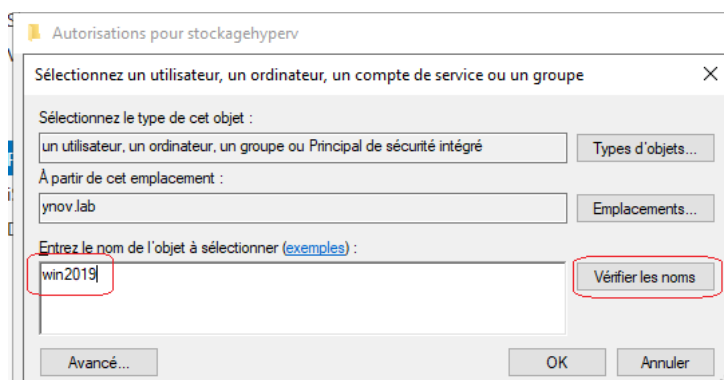 Autorisations pour stockagehyperv
Sélectionnez un utilisateur, un ordinateur, un compte de service ou un groupe
Sélectionnez le type de cet objet :
un utilisateur, un ordinateur, un groupe ou Principal de sécurité intégré
Types d'objets...
À partir de cet emplacement :
ynov.lab
Emplacements...
Entrez le nom de l'objet à sélectionner (exemples) :
win2019
Vérifier les noms
Avancé...
OK
Annuler